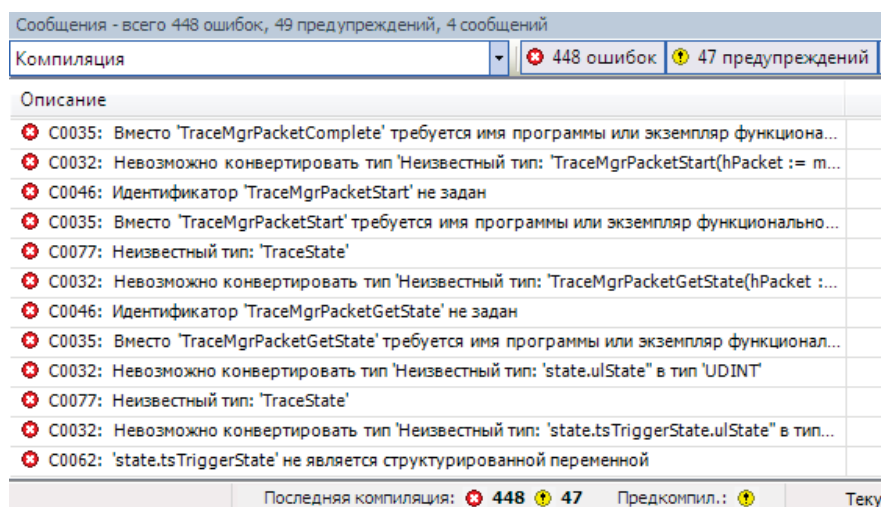 Сообщения - всего 448 ошибок, 49 предупреждений, 4 сообщений
Компиляция 448 ошибок 47 предупреждений
Описание
C0035: Вместо 'TraceMgrPacketComplete' требуется имя программы или экземпляр функциона...
C0032: Невозможно конвертировать тип 'Неизвестный тип: 'TraceMgrPacketStart(hPacket := m...
C0046: Идентификатор 'TraceMgrPacketStart' не задан
C0035: Вместо 'TraceMgrPacketStart' требуется имя программы или экземпляр функционально...
C0077: Неизвестный тип: 'TraceState'
C0032: Невозможно конвертировать тип 'Неизвестный тип: 'TraceMgrPacketGetState(hPacket :...
C0046: Идентификатор 'TraceMgrPacketGetState' не задан
C0035: Вместо 'TraceMgrPacketGetState' требуется имя программы или экземпляр функционал...
C0032: Невозможно конвертировать тип 'Неизвестный тип: 'state.ulState'' в тип 'UDINT'
C0077: Неизвестный тип: 'TraceState'
C0032: Невозможно конвертировать тип 'Неизвестный тип: 'state.tsTriggerState.ulState'' в тип...
C0062: 'state.tsTriggerState' не является структурированной переменной
Последняя компиляция: 448 47 Предкомпил.: Теку